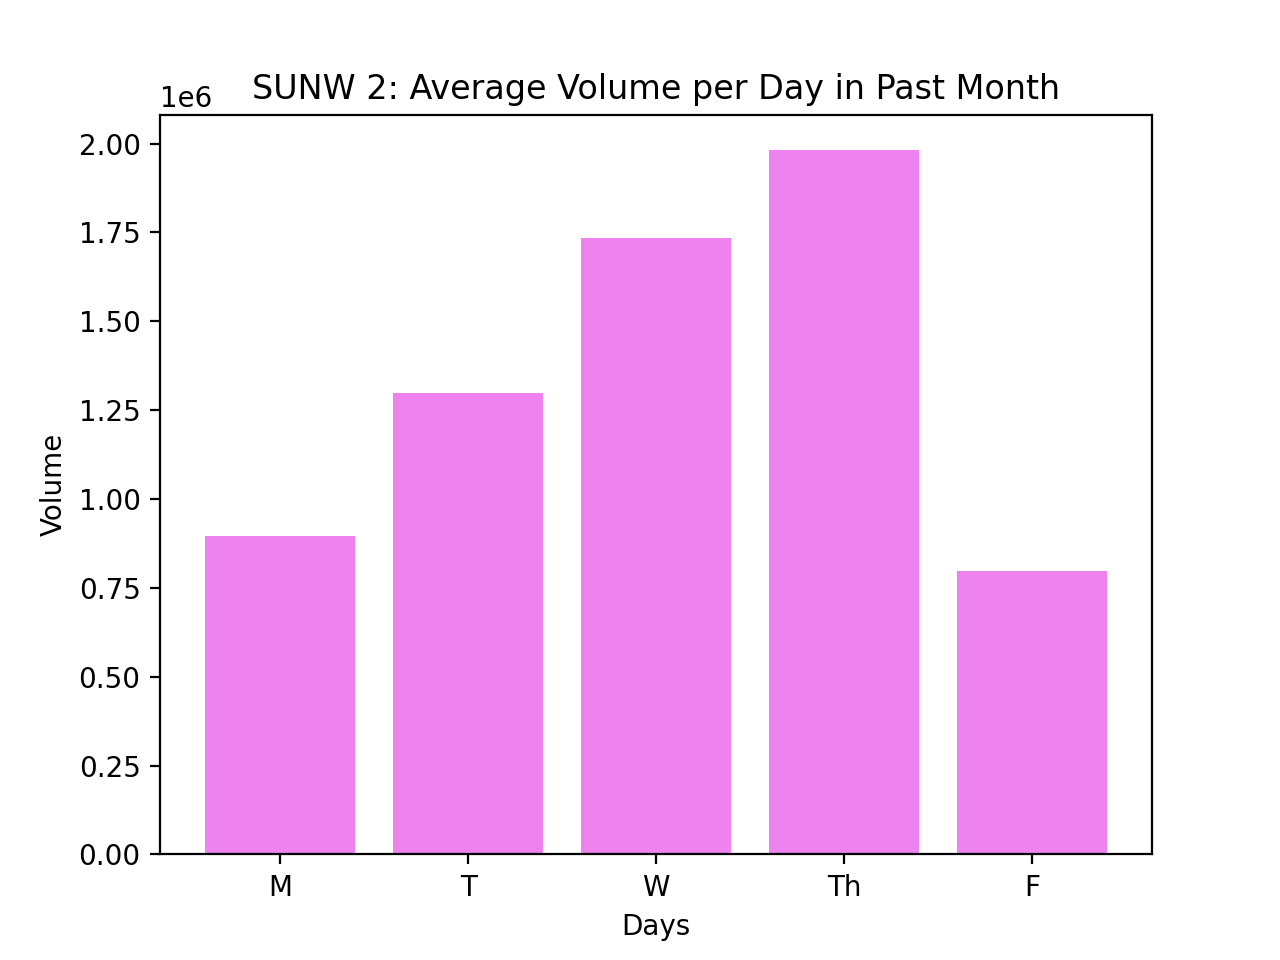 SUNW 2: Average Volume per Day in Past Month
1e6
2.00
1.75
1.50
1.25
1.00
0.75
0.50
0.25
0.00
Volume
M T W Th F
Days